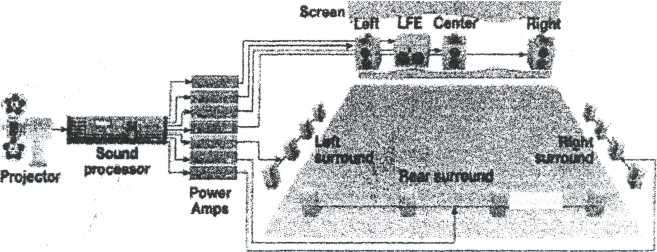 Screen
Left LFE Center Right
Left
surround
Right
surround
Rear surround
Projector
Sound
processor
Power
Amps